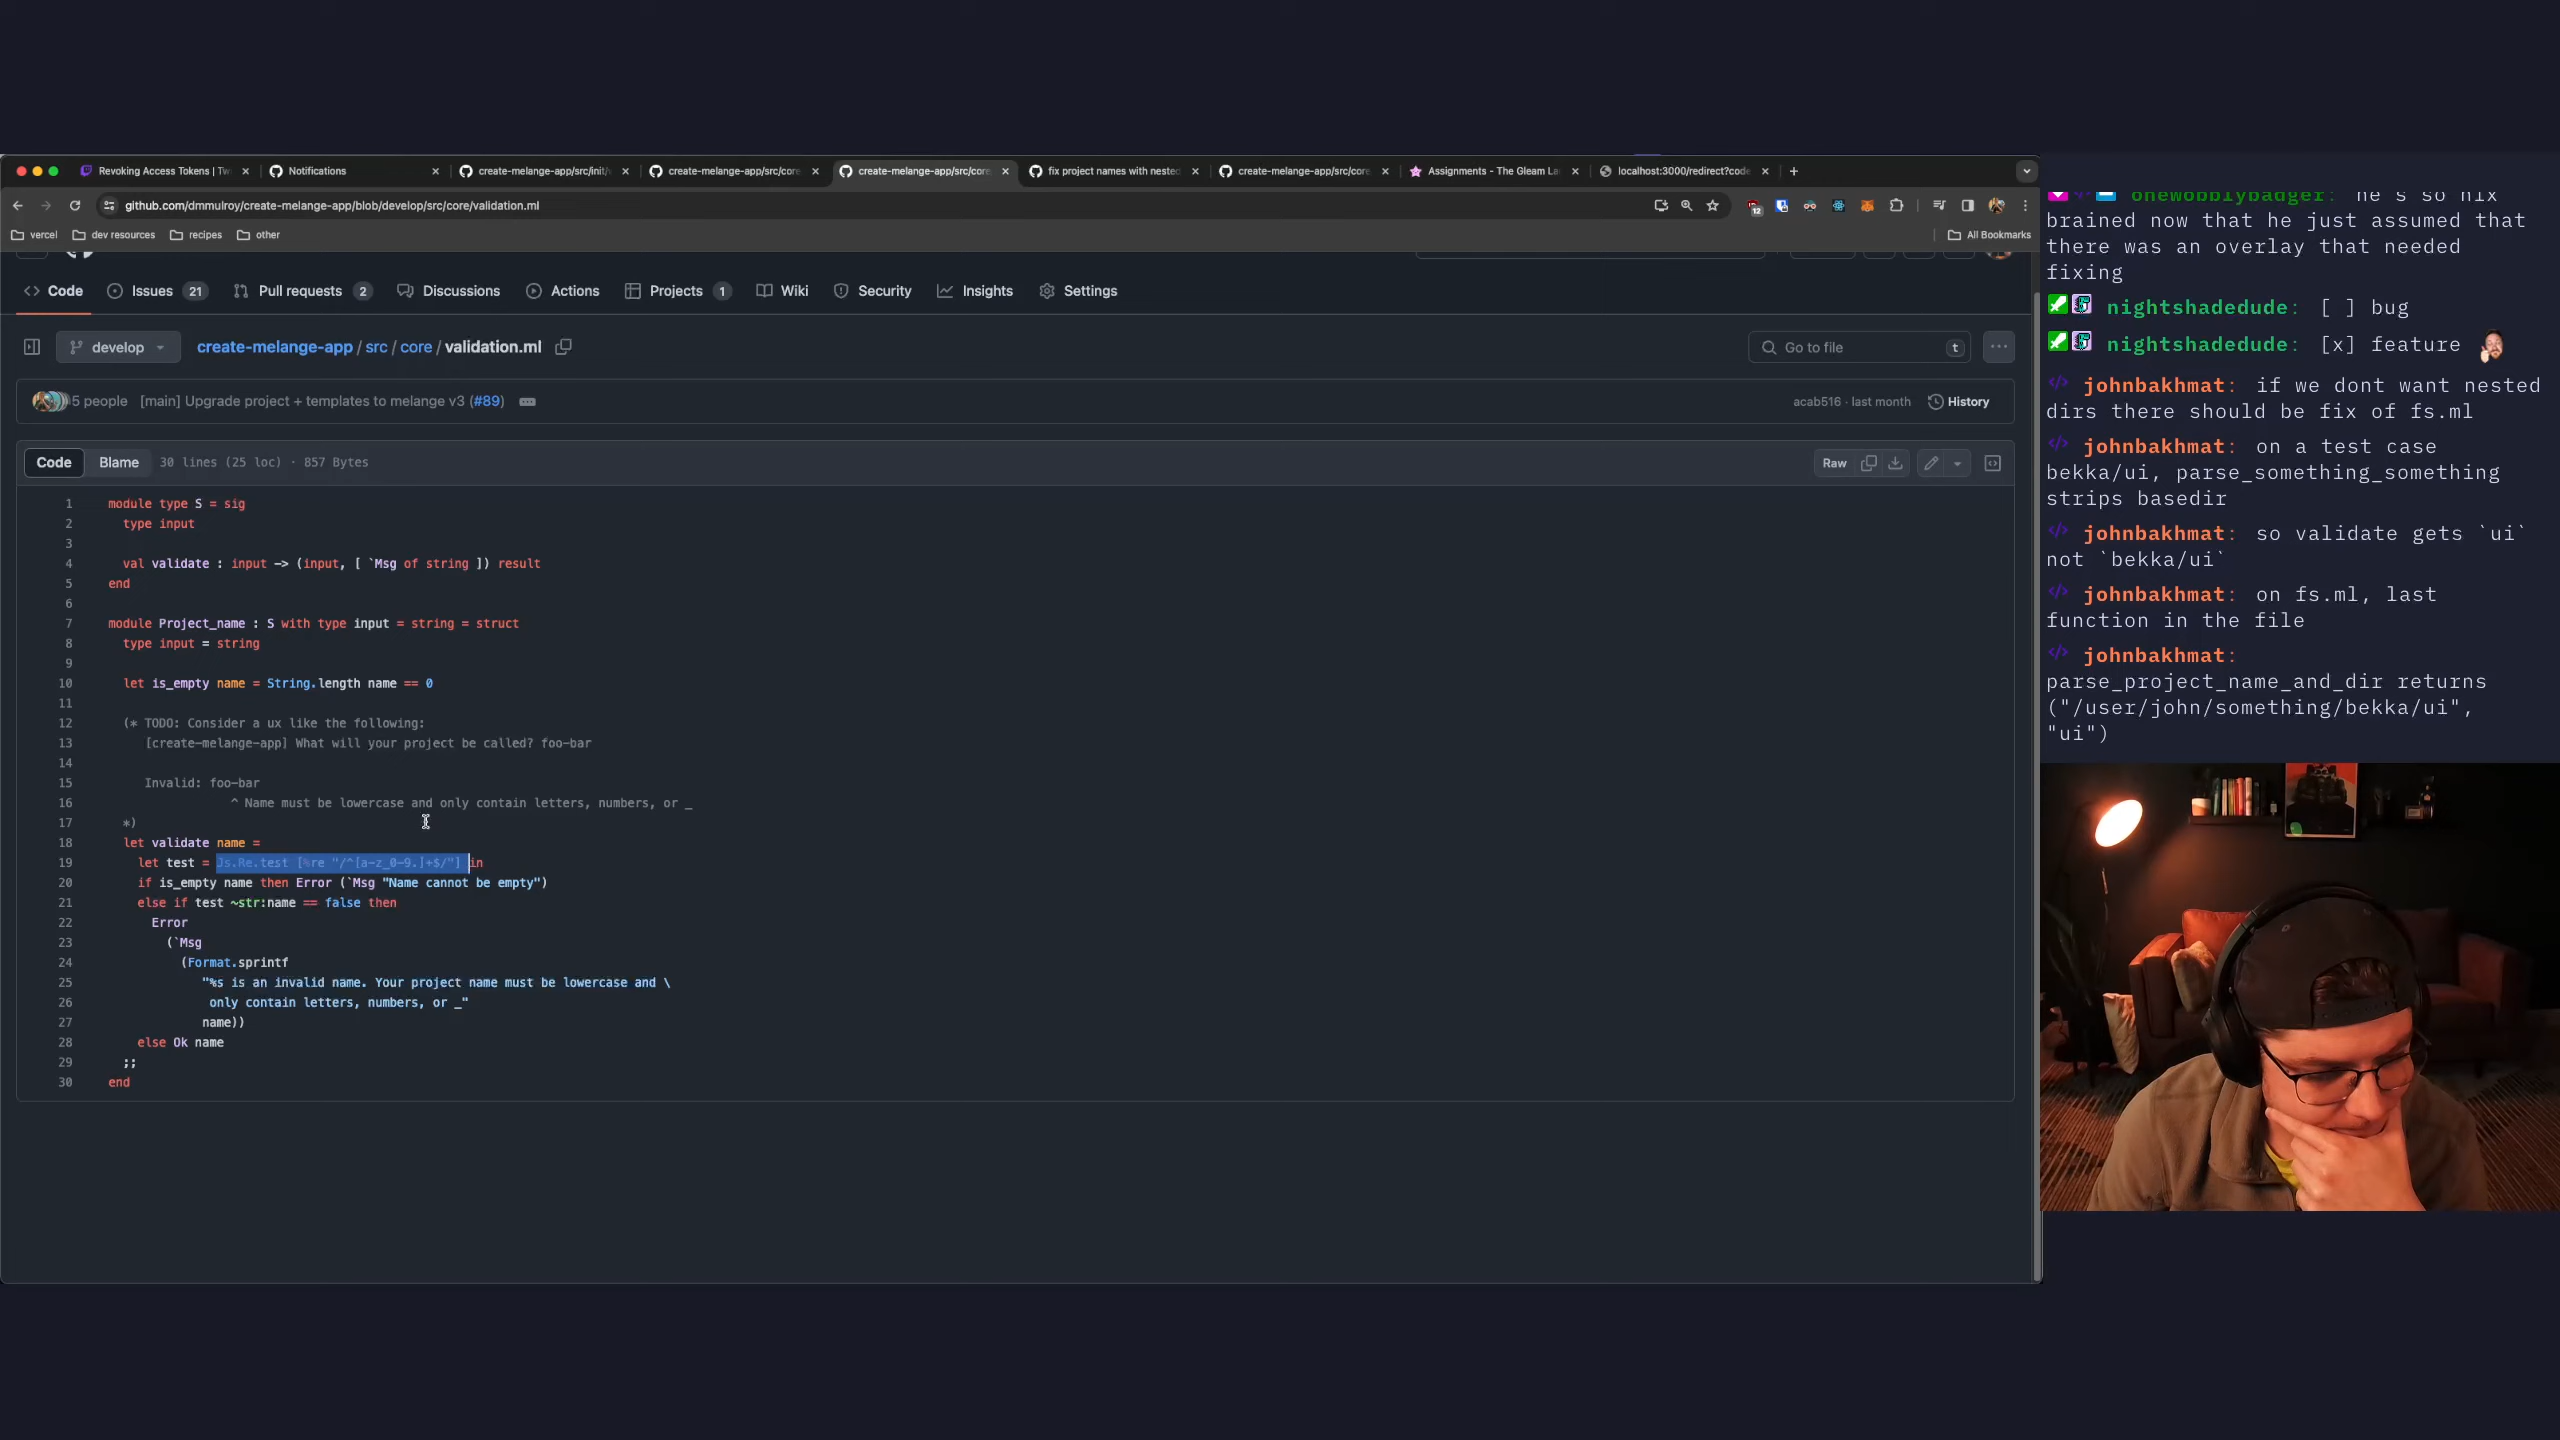 Revoking Access Tokens | Tw
Notifications
create-melange-app/src/init/
create-melange-app/src/core
create-melange-app/src/core
fix project names with nested
create-melange-app/src/core
Assignments - The Gleam La
localhost:3000/redirect?code
github.com/dmmulroy/create-melange-app/blob/develop/src/core/validation.ml
12
vercel
dev resources
recipes
other
All Bookmarks
Code
Issues 21
Pull requests 2
Discussions
Actions
Projects 1
Wiki
Security
Insights
Settings
develop
create-melange-app / src / core / validation.ml
Go to file
t
5 people [main] Upgrade project + templates to melange v3 (#89)
acab516 · last month
History
Code
Blame
30 lines (25 loc) · 857 Bytes
Raw
1 module type S = sig
2 type input
3
4 val validate : input -> (input, [ `Msg of string ]) result
5 end
6
7 module Project_name : S with type input = string = struct
8 type input = string
9
10 let is_empty name = String.length name == 0
11
12 (* TODO: Consider a ux like the following:
13 [create-melange-app] What will your project be called? foo-bar
14
15 Invalid: foo-bar
16 ^ Name must be lowercase and only contain letters, numbers, or _
17 *)
18 let validate name =
19 let test = Js.Re.test [%re "/^[a-z_0-9.]+$/"] in
20 if is_empty name then Error (`Msg "Name cannot be empty")
21 else if test ~str:name == false then
22 Error
23 (`Msg
24 (Format.sprintf
25 "%s is an invalid name. Your project name must be lowercase and \
26 only contain letters, numbers, or _"
27 name))
28 else Ok name
29 ;;
30 end
onewobblybadger: he's so nix
brained now that he just assumed that
there was an overlay that needed
fixing
nightshadedude: [ ] bug
nightshadedude: [x] feature
johnbakhmat: if we dont want nested
dirs there should be fix of fs.ml
johnbakhmat: on a test case
bekka/ui, parse_something_something
strips basedir
johnbakhmat: so validate gets `ui`
not `bekka/ui`
johnbakhmat: on fs.ml, last
function in the file
johnbakhmat:
parse_project_name_and_dir returns
("/user/john/something/bekka/ui",
"ui")